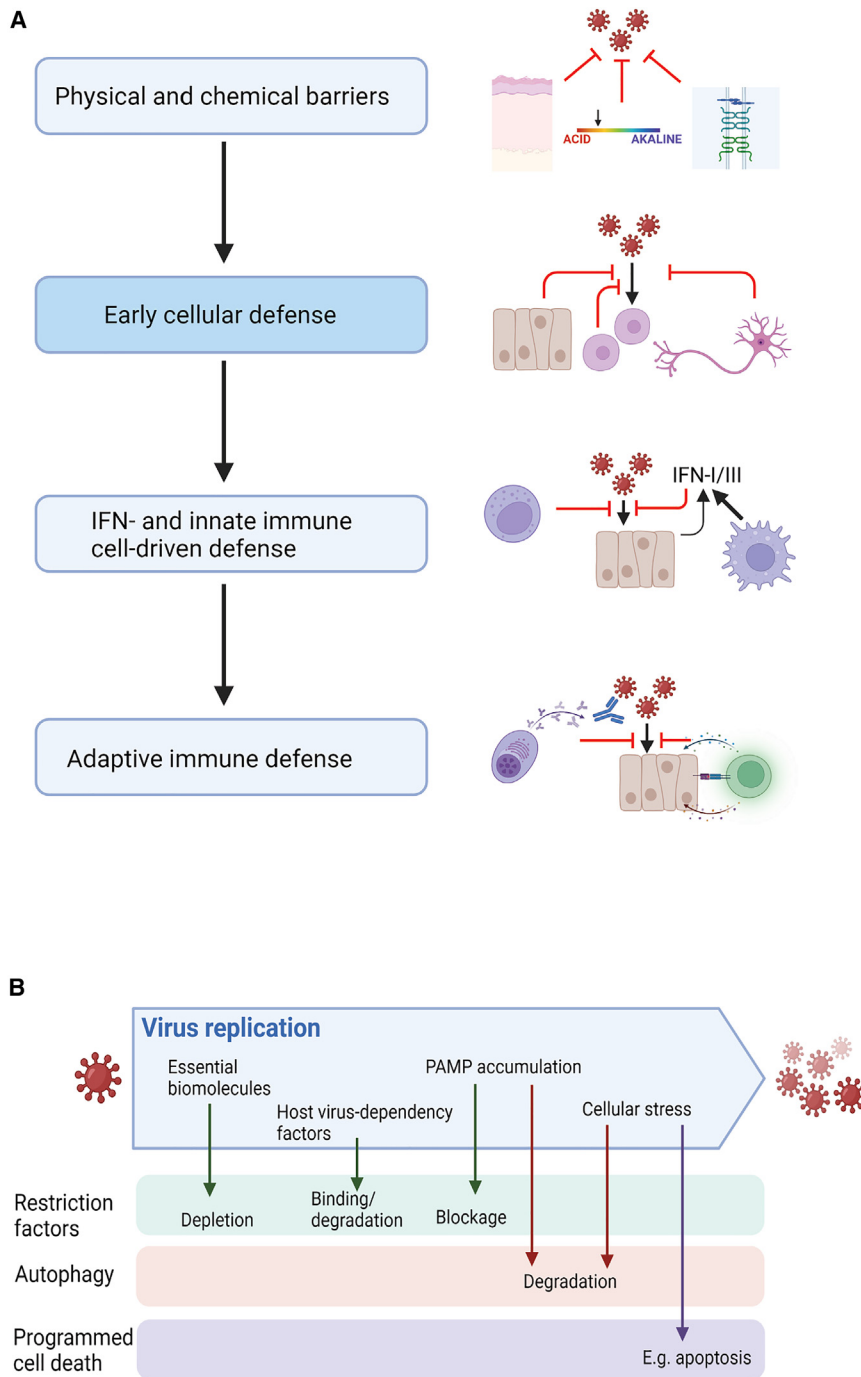 A
Physical and chemical barriers
ACID
AKALINE
Early cellular defense
IFN- and innate immune
cell-driven defense
IFN-I/III
Adaptive immune defense
B
Virus replication
Essential
biomolecules
PAMP accumulation
Host virus-dependency
factors
Cellular stress
Restriction
factors
Depletion
Binding/
degradation
Blockage
Autophagy
Degradation
Programmed
cell death
E.g. apoptosis